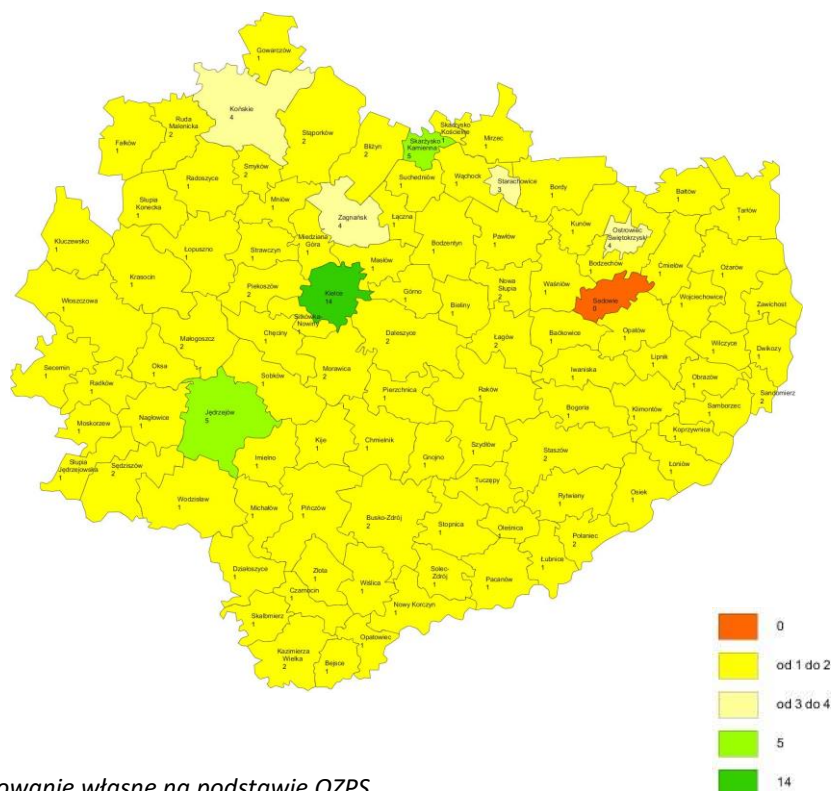 Gowarczów
1
Końskie
4
Ruda
Malenicka
2
Fałków
1
Stąporków
2
Bliżyn
2
Skarżysko
Kościelne
1
Skarżysko
Kamienna
5
Mirzec
1
Radoszyce
1
Smyków
2
Mniów
1
Suchedniów
1
Wąchock
1
Starachowice
3
Bordy
1
Bałtów
1
Tarłów
1
Słupia
Konecka
1
Zagnańsk
4
Łączna
1
Kunów
1
Ostrowiec
Świętokrzyski
4
Kluczewsko
1
Łopuszno
1
Strawczyn
1
Miedziana
Góra
1
Masłów
1
Bodzentyn
1
Pawłów
1
Bodzechów
1
Ćmielów
1
Ożarów
1
Krasocin
1
Włoszczowa
1
Piekoszów
2
Kielce
14
Górno
1
Bieliny
1
Nowa
Słupia
2
Waśniów
1
Sadowie
0
Wojciechowice
1
Zawichost
1
Sitkówka
Nowiny
Chęciny
1
Małogoszcz
2
Daleszyce
2
Łagów
2
Baćkowice
1
Opatów
1
Lipnik
1
Wilczyce
1
Dwikozy
1
Secemin
1
Radków
1
Oksa
1
Sobków
1
Morawica
2
Pierzchnica
1
Raków
1
Iwaniska
1
Obrazów
1
Sandomierz
2
Moskorzew
1
Nagłowice
1
Jędrzejów
5
Bogoria
1
Klimontów
1
Samborzec
1
Koprzywnica
1
Słupia
Jędrzejowska
1
Sędziszów
2
Imielno
1
Kije
1
Chmielnik
1
Gnojno
1
Szydłów
1
Staszów
2
Łoniów
1
Wodzisław
1
Michałów
1
Pińczów
1
Busko-Zdrój
2
Tuczępy
1
Rytwiany
1
Osiek
1
Stopnica
1
Oleśnica
1
Połaniec
2
Działoszyce
1
Złota
1
Wiślica
1
Solec-
Zdrój
1
Pacanów
1
Łubnice
1
Czarnocin
1
Nowy Korczyn
1
Skalbmierz
1
Opatowiec
1
Kazimierza
Wielka
2
Bejsce
1
0
od 1 do 2
od 3 do 4
5
14
owanie własne na podstawie OZPS